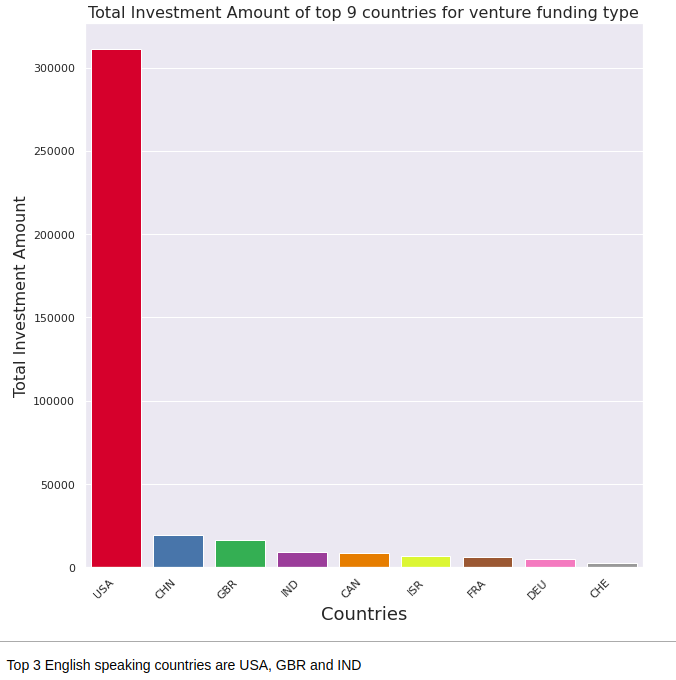 Total Investment Amount of top 9 countries for venture funding type
300000
250000
200000
150000
100000
50000
0
Total Investment Amount
USA
CHN
GBR
IND
CAN
ISR
FRA
DEU
CHE
Countries
Top 3 English speaking countries are USA, GBR and IND